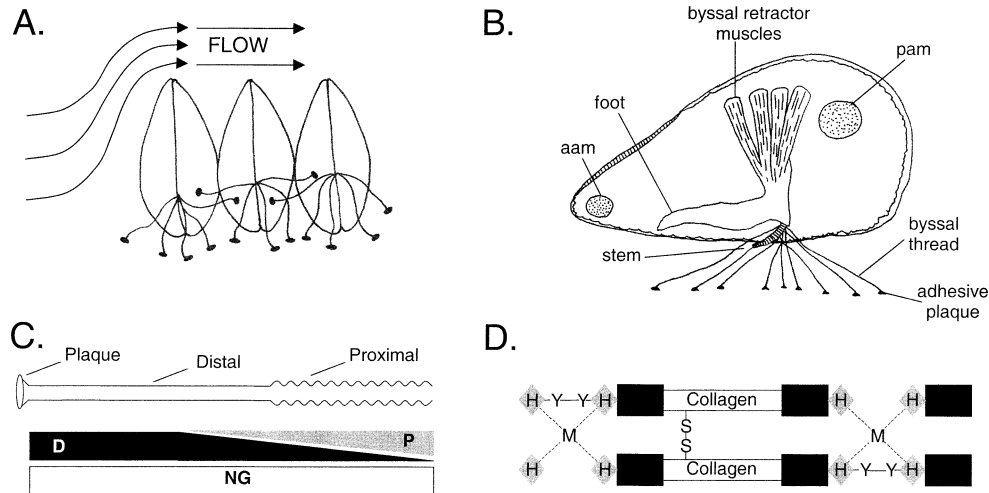 A.
FLOW
B.
byssal retractor
muscles
pam
foot
aam
stem
byssal
thread
adhesive
plaque
C.
Plaque
Distal
Proximal
D
P
NG
D.
H Y Y H Collagen H H
S
M M
S
H H Collagen H Y Y H